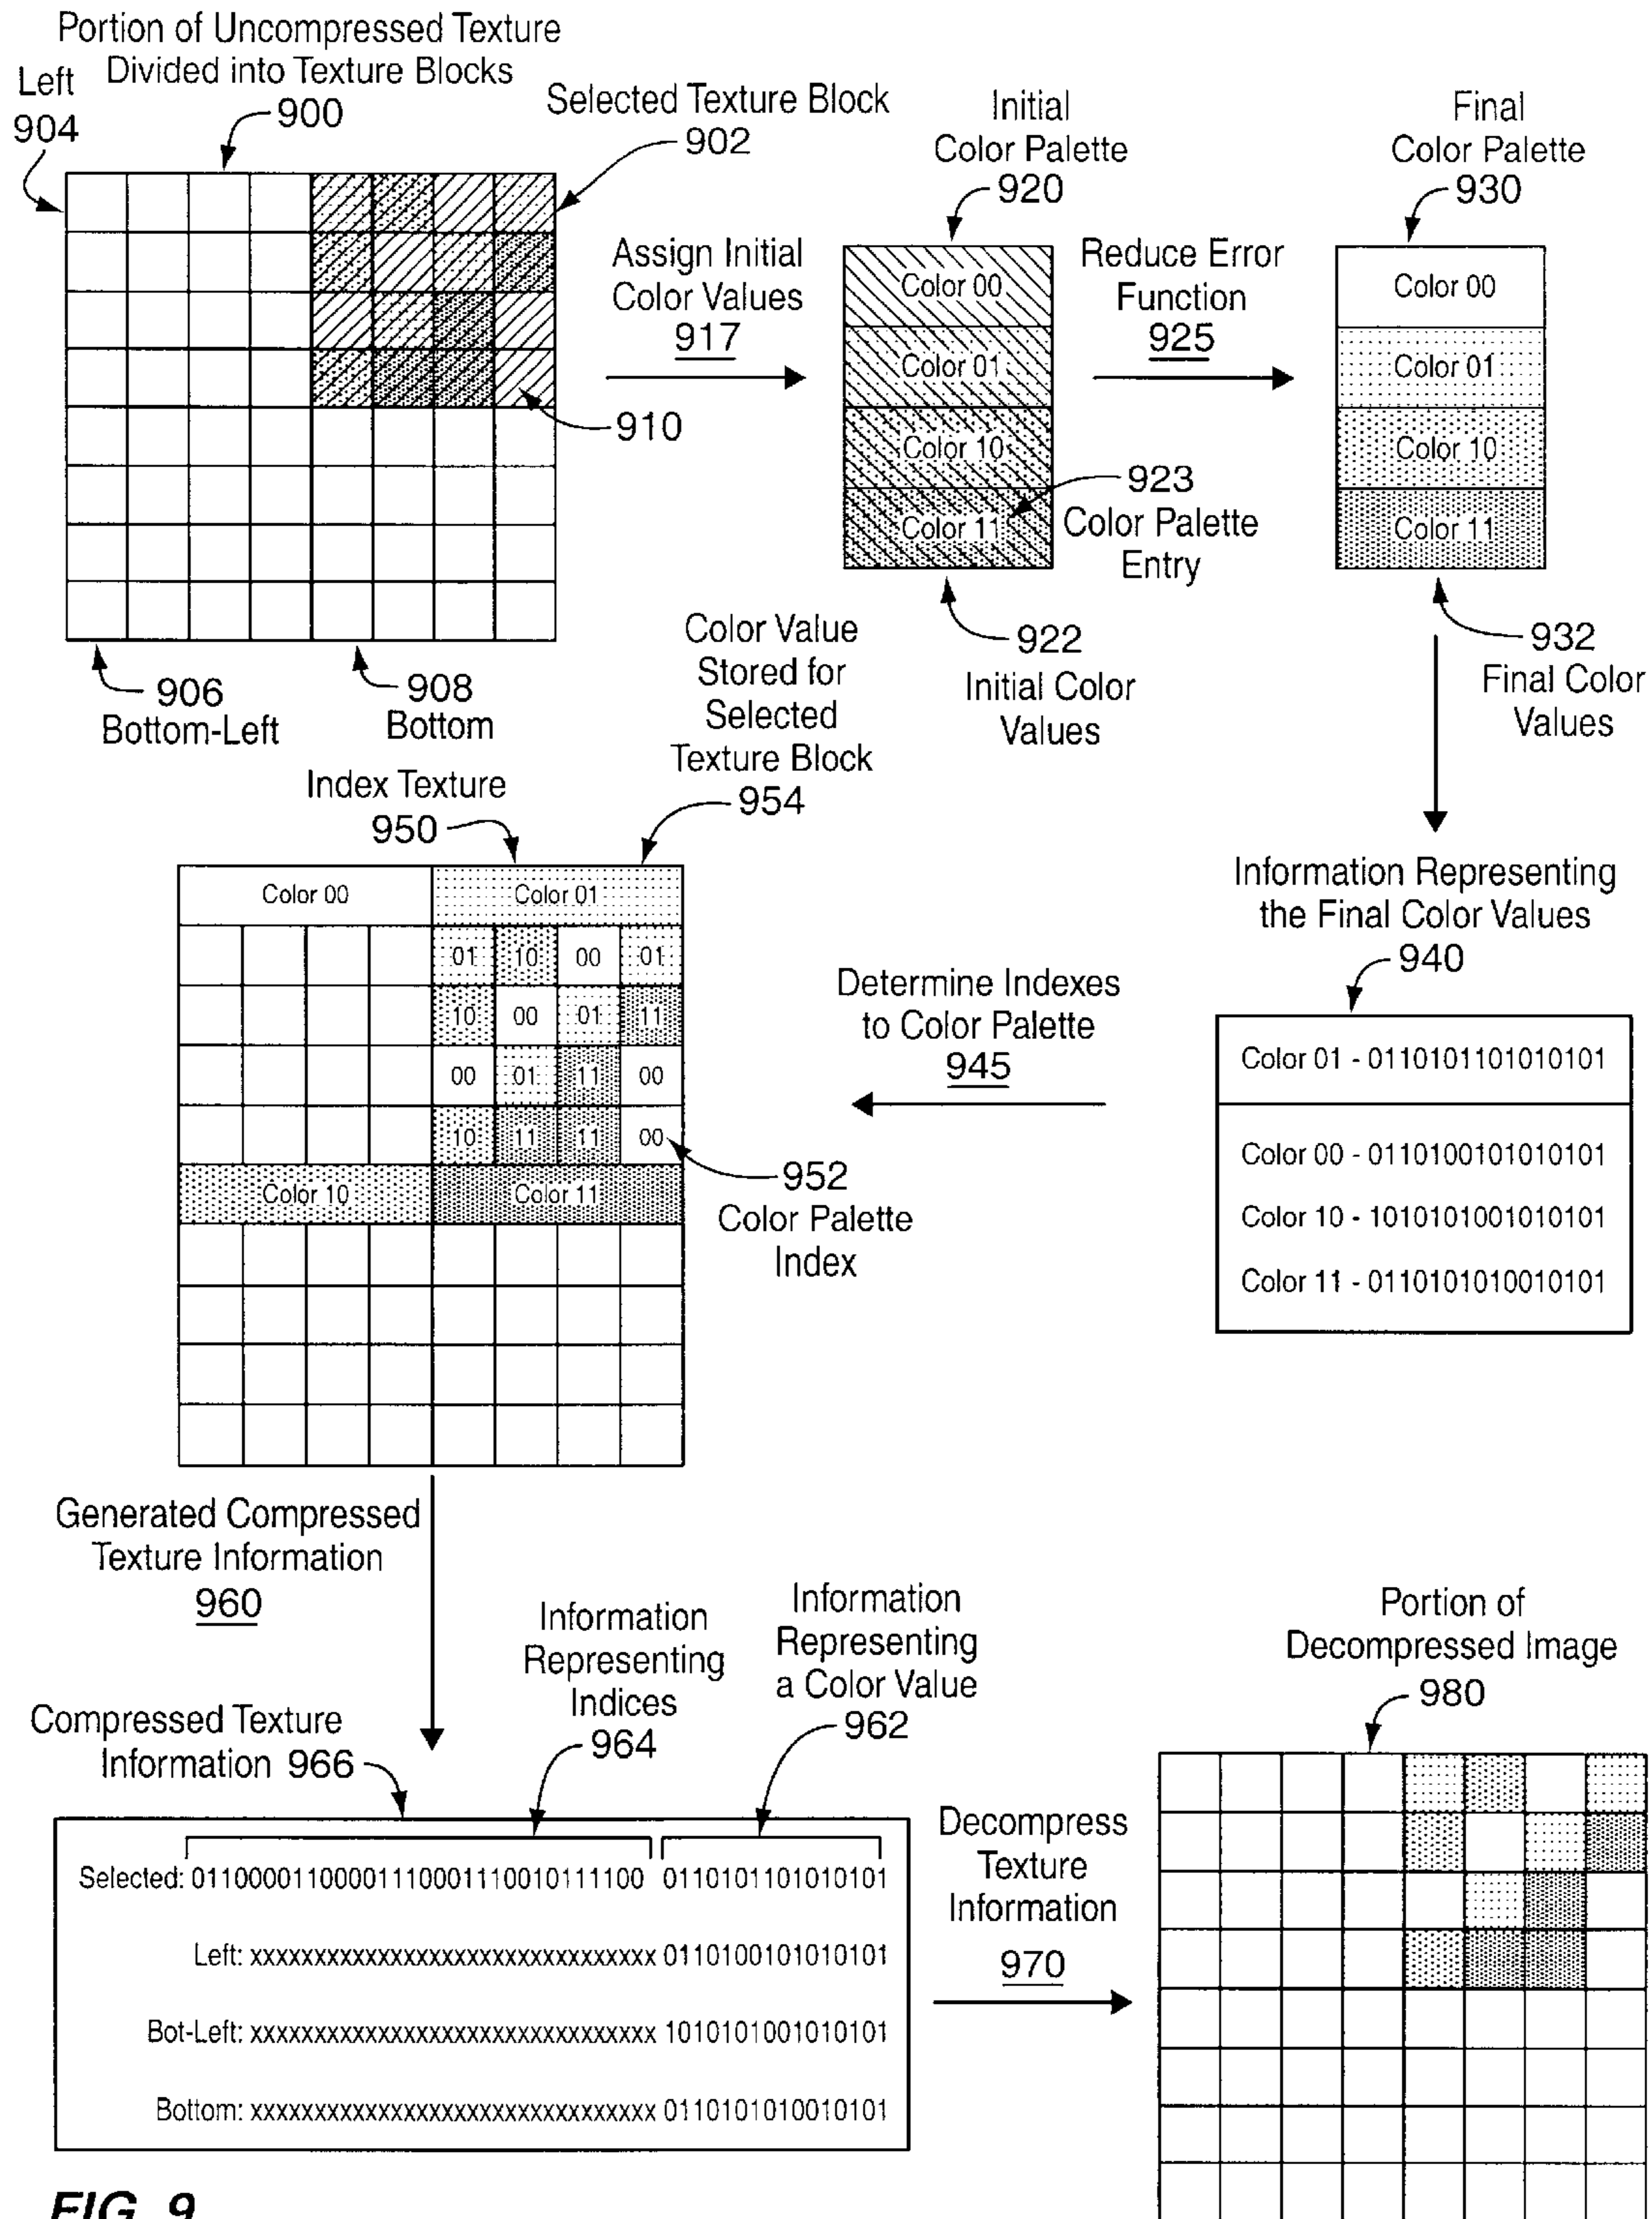 Portion of Uncompressed Texture
Divided into Texture Blocks
900
Left
904
Selected Texture Block
902
910
906
Bottom-Left
908
Bottom
Assign Initial
Color Values
917
Initial
Color Palette
920
Color 00
Color 01
Color 10
Color 11
923
Color Palette
Entry
922
Initial Color
Values
Reduce Error
Function
925
Final
Color Palette
930
Color 00
Color 01
Color 10
Color 11
932
Final Color
Values
Information Representing
the Final Color Values
940
Color 01 - 0110101101010101
Color 00 - 0110100101010101
Color 10 - 1010101001010101
Color 11 - 0110101010010101
Determine Indexes
to Color Palette
945
Index Texture
950
Color Value
Stored for
Selected
Texture Block
954
Color 00 Color 01
01 10 00 01
10 00 01 11
00 01 11 00
10 11 11 00
Color 10 Color 11
952
Color Palette
Index
Generated Compressed
Texture Information
960
Compressed Texture
Information 966
Information
Representing
Indices
964
Information
Representing
a Color Value
962
Selected: 01100001100001110001110010111100 0110101101010101
Left: xxxxxxxxxxxxxxxxxxxxxxxxxxxxxxxx 0110100101010101
Bot-Left: xxxxxxxxxxxxxxxxxxxxxxxxxxxxxxxx 1010101001010101
Bottom: xxxxxxxxxxxxxxxxxxxxxxxxxxxxxxxx 0110101010010101
Decompress
Texture
Information
970
Portion of
Decompressed Image
980
FIG. 9